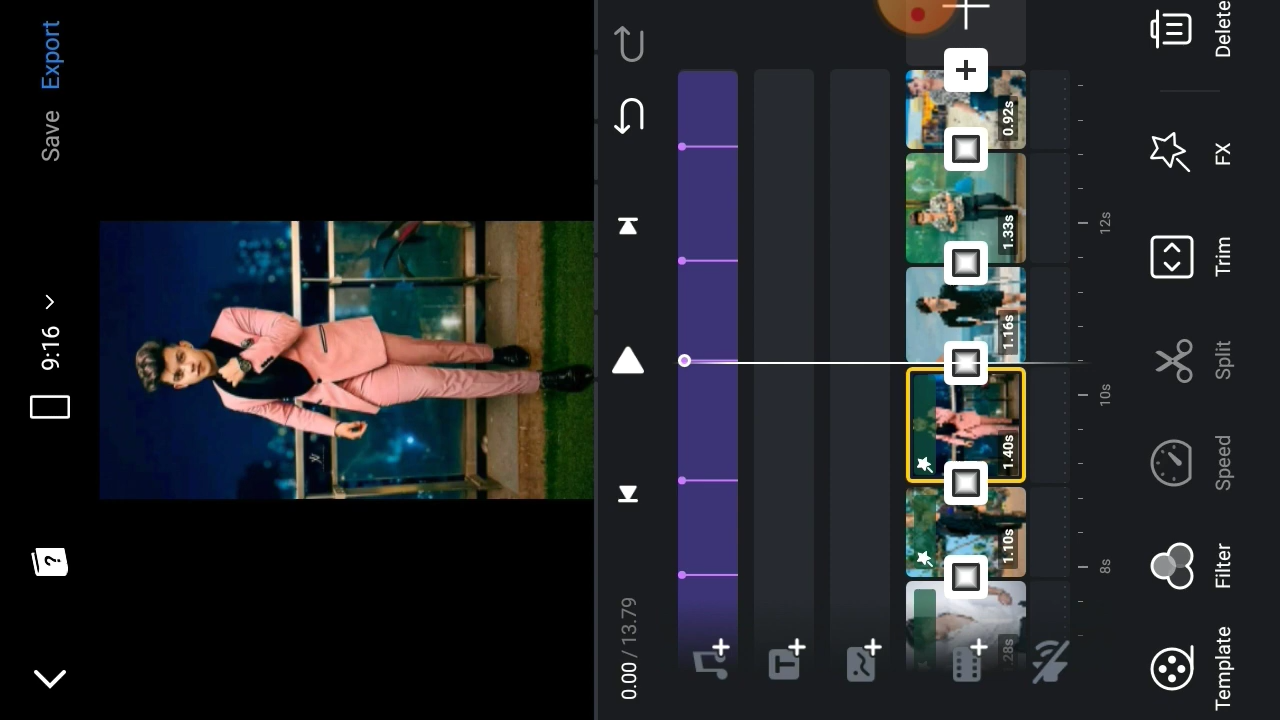 9:16
Save Export
0.00 / 13.79
.28s
1.10s
1.40s
1.16s
1.33s
0.92s
8s
10s
12s
Template
Filter
Speed
Split
Trim
FX
Delete